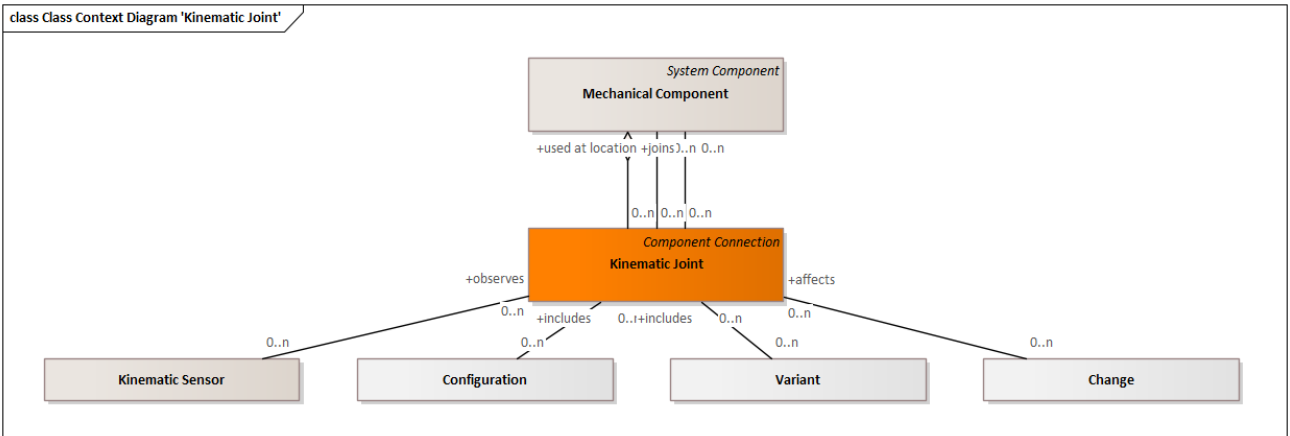 class Class Context Diagram 'Kinematic Joint'
System Component
Mechanical Component
+used at location +joins 0..n 0..n
0..n 0..n 0..n
Component Connection
Kinematic Joint
+observes +affects
0..n +includes 0..n +includes 0..n 0..n
0..n 0..n 0..n 0..n
Kinematic Sensor Configuration Variant Change